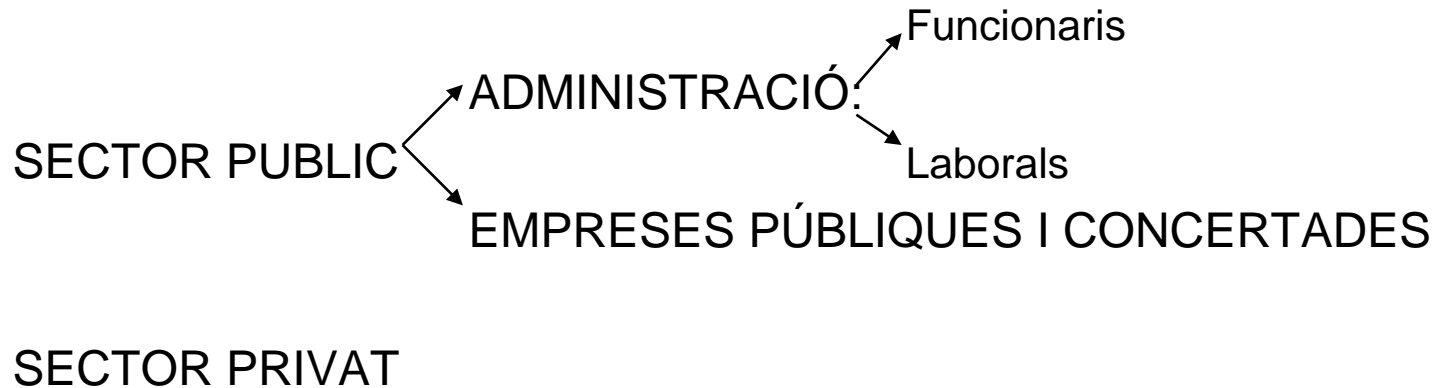 Funcionaris
ADMINISTRACIÓ:
SECTOR PUBLIC
Laborals
EMPRESES PÚBLIQUES I CONCERTADES
SECTOR PRIVAT